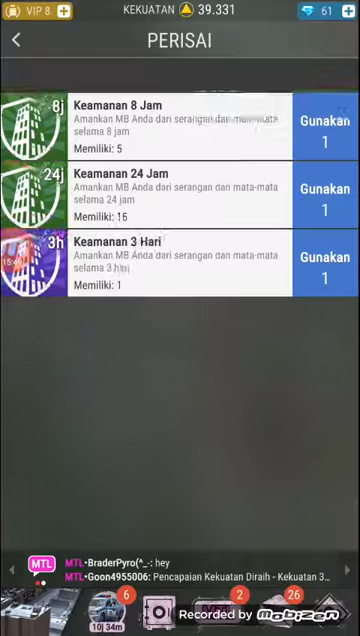 VIP 8
KEKUATAN 39.331
61
PERISAI
8j
Keamanan 8 Jam
Amankan MB Anda dari serangan dan mata-mata
selama 8 jam
Memiliki: 5
Gunakan
1
24j
Keamanan 24 Jam
Amankan MB Anda dari serangan dan mata-mata
selama 24 jam
Memiliki: 16
Gunakan
1
3h
Keamanan 3 Hari
Amankan MB Anda dari serangan dan mata-mata
selama 3 hari
Memiliki: 1
Gunakan
1
MTL
MTL•BraderPyro(^_-: hey
MTL•Goon4955006: Pencapaian Kekuatan Diraih - Kekuatan 3...
6
2
26
10j 34m
Recorded by Mobizen